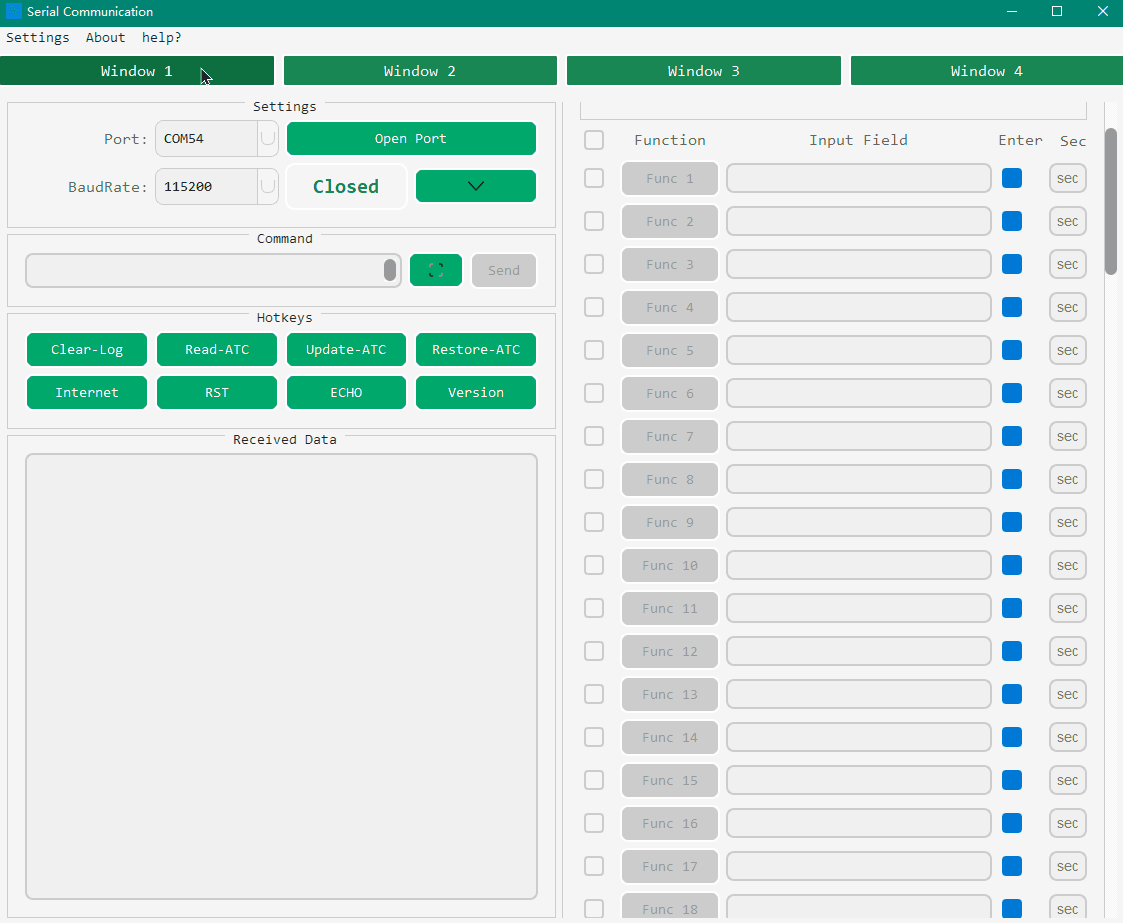 Serial Communication
Settings About help?
Window 1 Window 2 Window 3 Window 4
Settings
Port: COM54 Open Port
BaudRate: 115200 Closed
Command
Send
Hotkeys
Clear-Log Read-ATC Update-ATC Restore-ATC
Internet RST ECHO Version
Received Data
Function Input Field Enter Sec
Func 1 sec
Func 2 sec
Func 3 sec
Func 4 sec
Func 5 sec
Func 6 sec
Func 7 sec
Func 8 sec
Func 9 sec
Func 10 sec
Func 11 sec
Func 12 sec
Func 13 sec
Func 14 sec
Func 15 sec
Func 16 sec
Func 17 sec
Func 18 sec